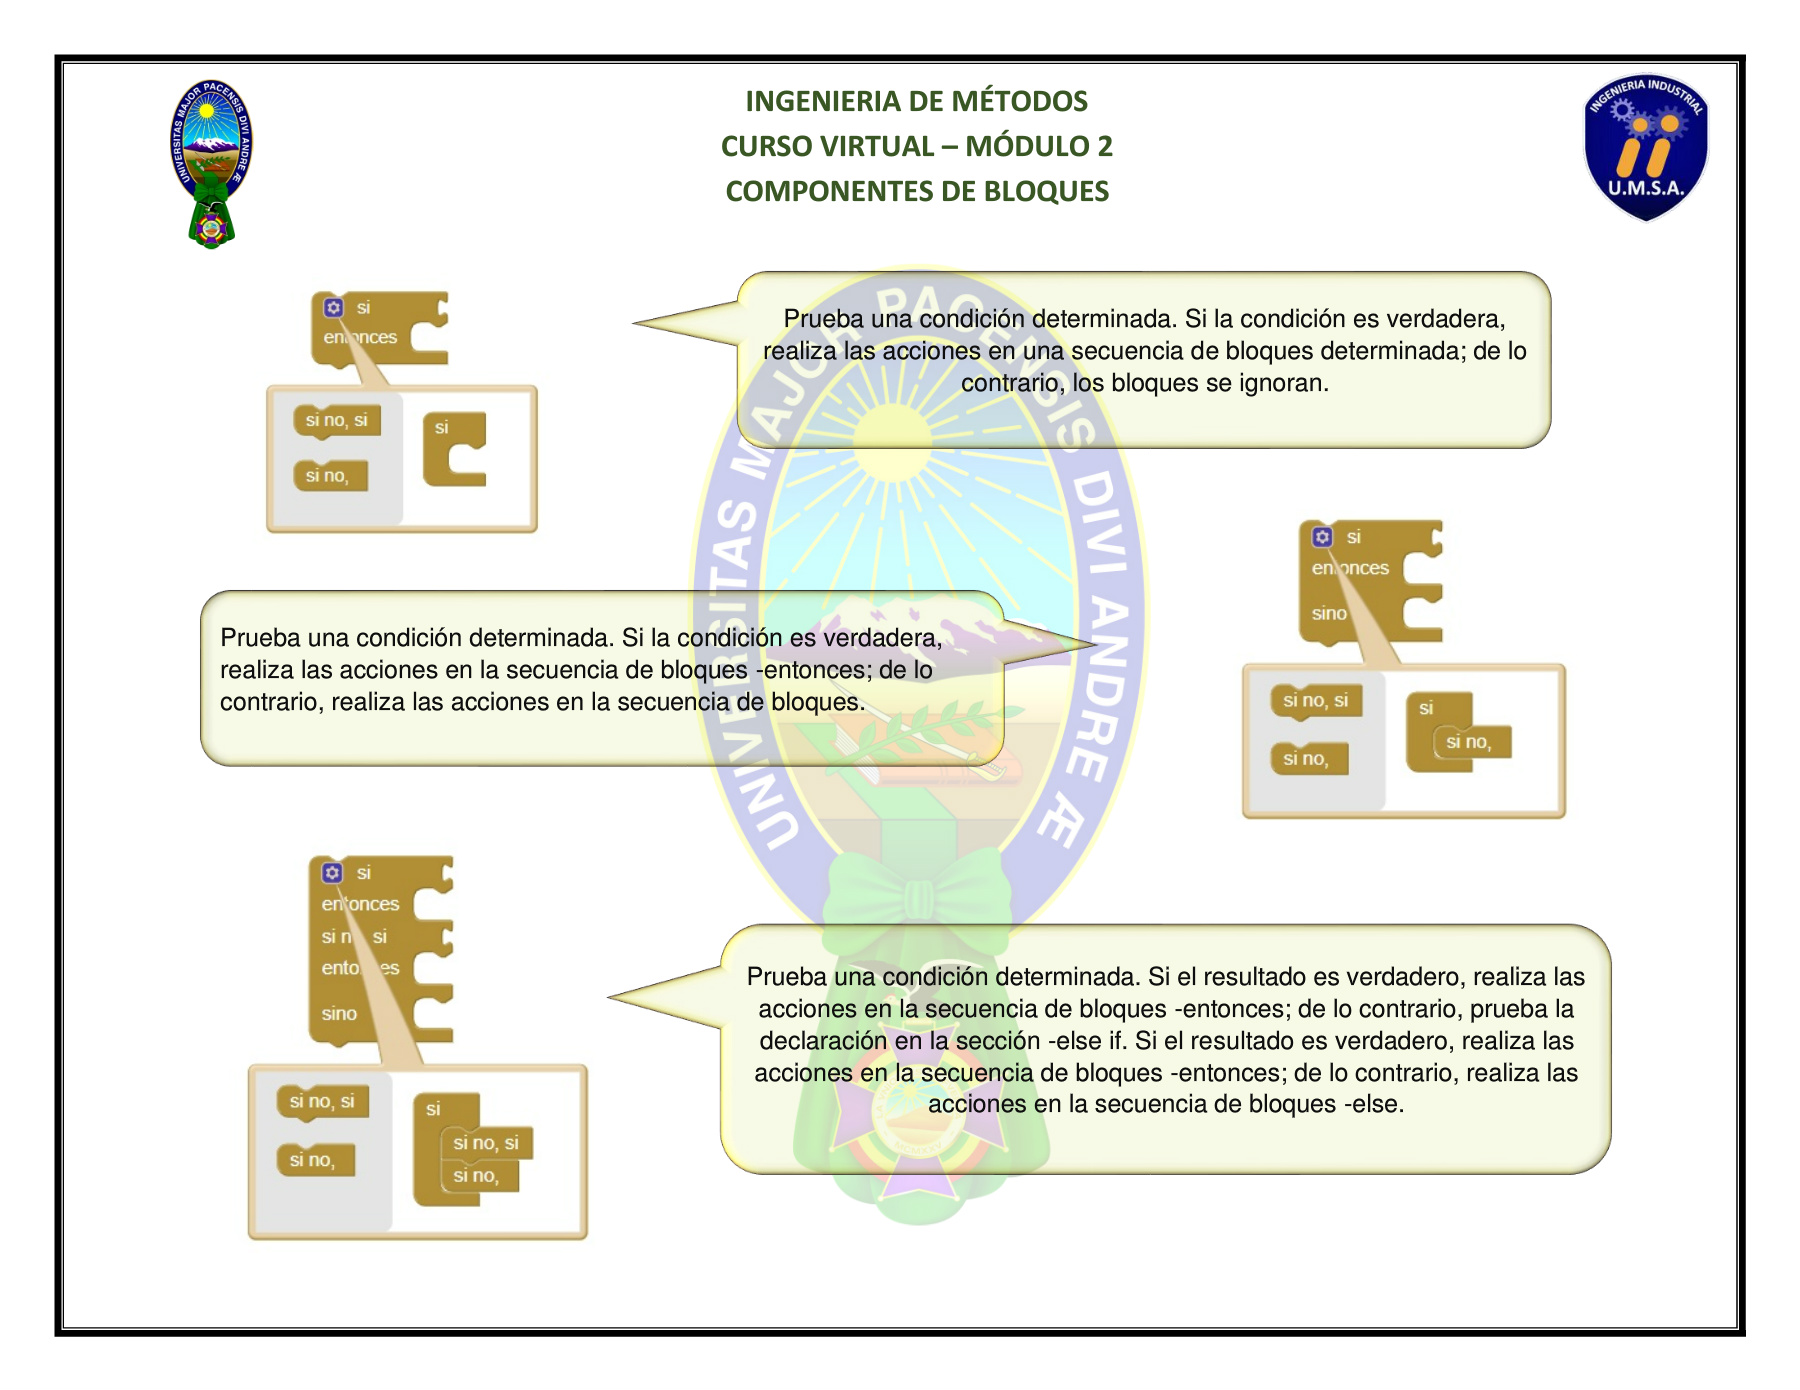 UNIVERSITAS MAJOR PACENSIS DIVI ANDRE Æ
INGENIERIA DE MÉTODOS
CURSO VIRTUAL – MÓDULO 2
COMPONENTES DE BLOQUES
INGENIERIA INDUSTRIAL
U.M.S.A.
si
entonces
si no, si
si no,
si
Prueba una condición determinada. Si la condición es verdadera,
realiza las acciones en una secuencia de bloques determinada; de lo
contrario, los bloques se ignoran.
UNIVERSITAS MAJOR PACENSIS DIVI ANDRE Æ
Prueba una condición determinada. Si la condición es verdadera,
realiza las acciones en la secuencia de bloques -entonces; de lo
contrario, realiza las acciones en la secuencia de bloques.
si
entonces
sino
si no, si
si no,
si
si no,
si
entonces
si no, si
entonces
sino
si no, si
si no,
si
si no, si
si no,
Prueba una condición determinada. Si el resultado es verdadero, realiza las
acciones en la secuencia de bloques -entonces; de lo contrario, prueba la
declaración en la sección -else if. Si el resultado es verdadero, realiza las
acciones en la secuencia de bloques -entonces; de lo contrario, realiza las
acciones en la secuencia de bloques -else.